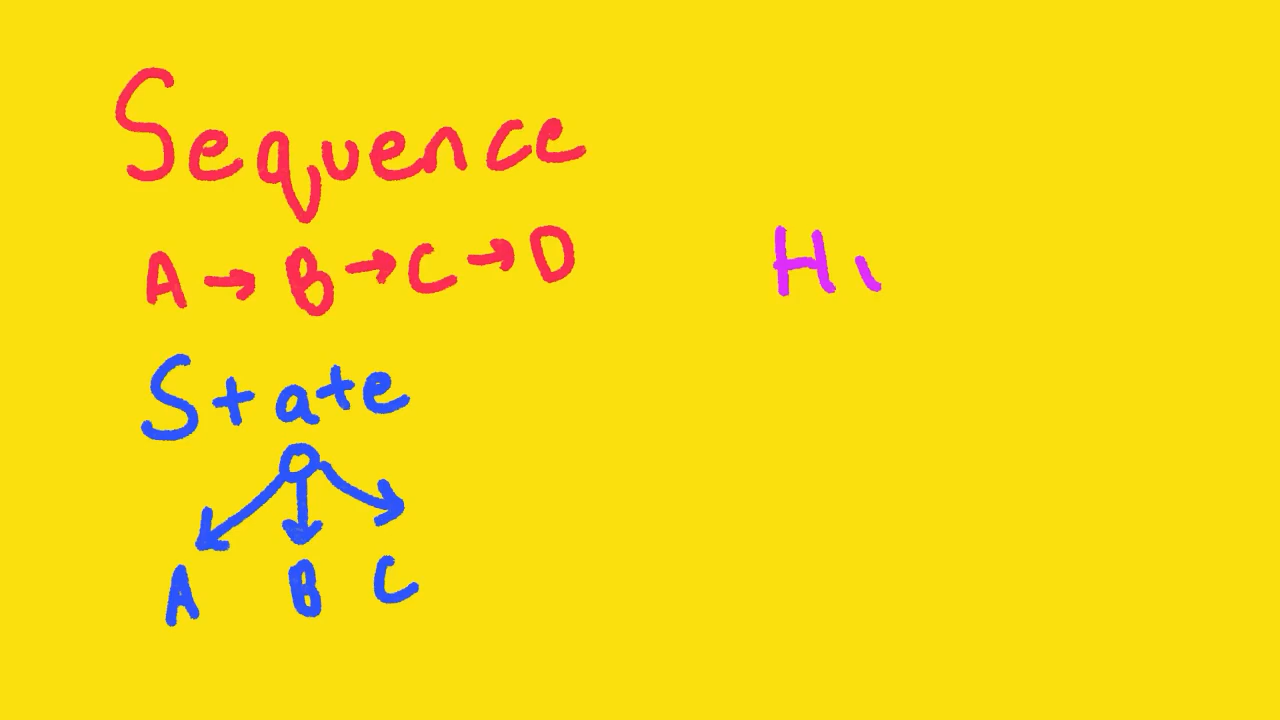 Sequence
A → B → C → D
Hi
State
A B C